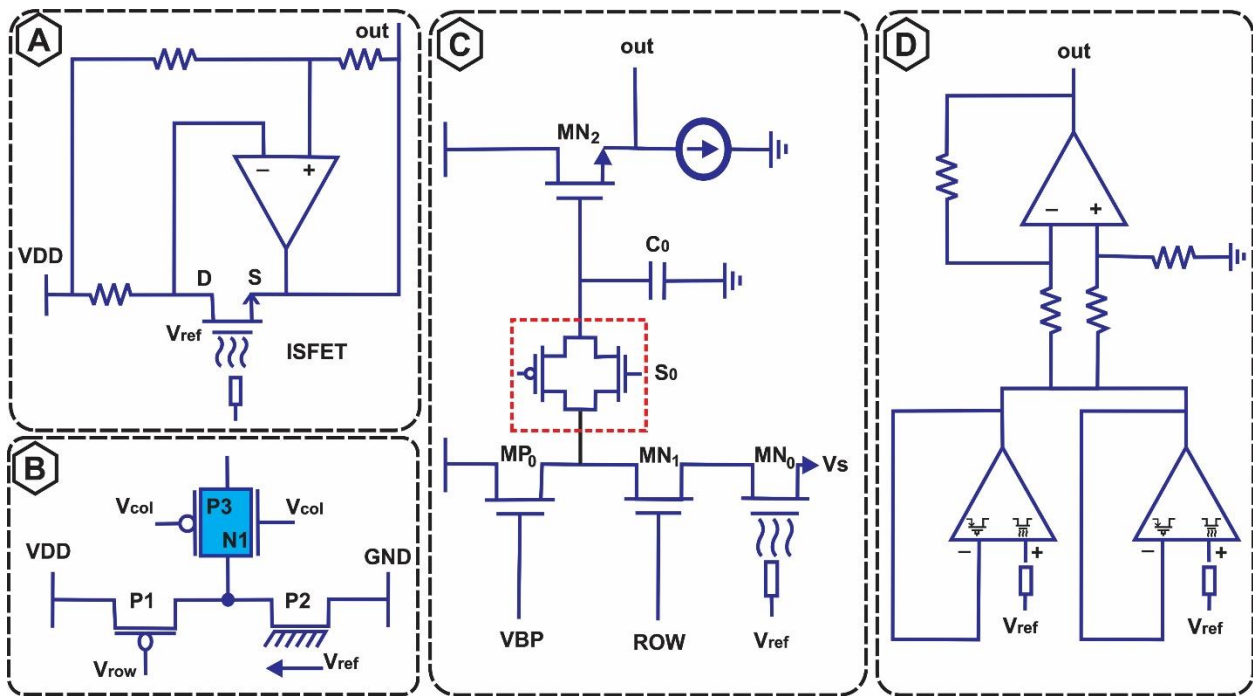 A
out
− +
VDD
D S
Vref
ISFET
B
Vcol
P3
N1
Vcol
VDD
GND
P1
P2
Vrow
Vref
C
out
MN2
C0
S0
MP0
MN1
MN0
Vs
VBP
ROW
Vref
D
out
− +
− +
Vref
− +
Vref